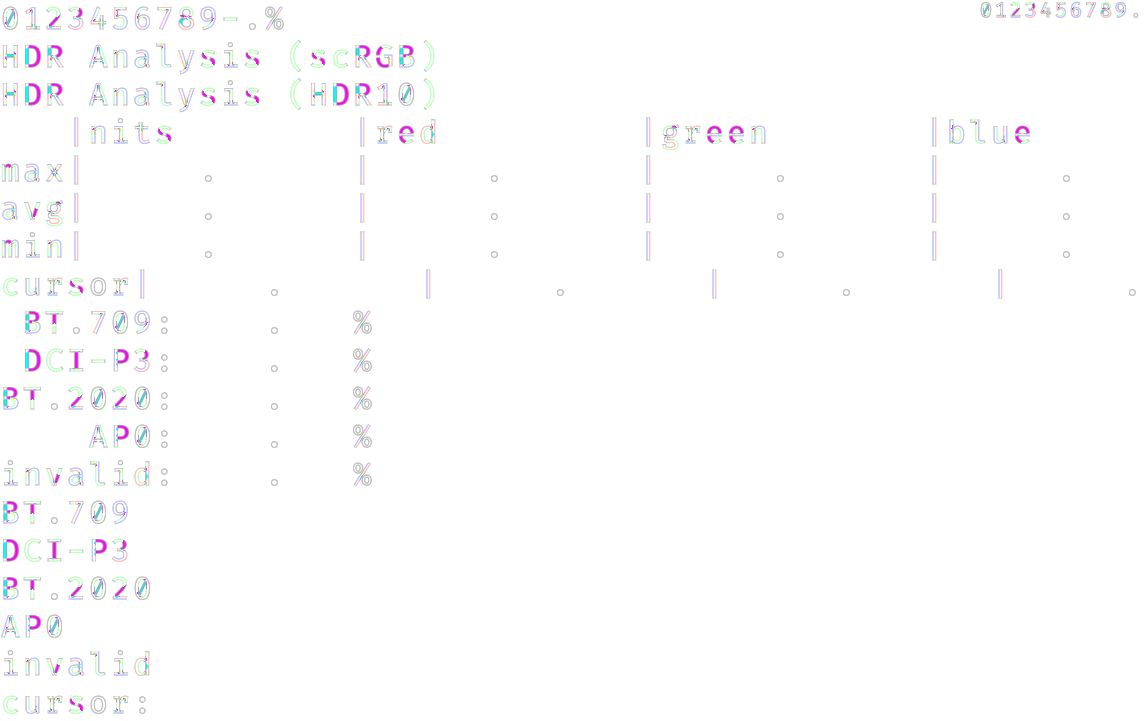 0123456789-.% 0123456789.
HDR Analysis (scRGB)
HDR Analysis (HDR10)
|nits |red |green |blue
max| . | . | . | .
avg| . | . | . | .
min| . | . | . | .
cursor| . | . | . | .
BT.709: . %
DCI-P3: . %
BT.2020: . %
AP0: . %
invalid: . %
BT.709
DCI-P3
BT.2020
AP0
invalid
cursor: